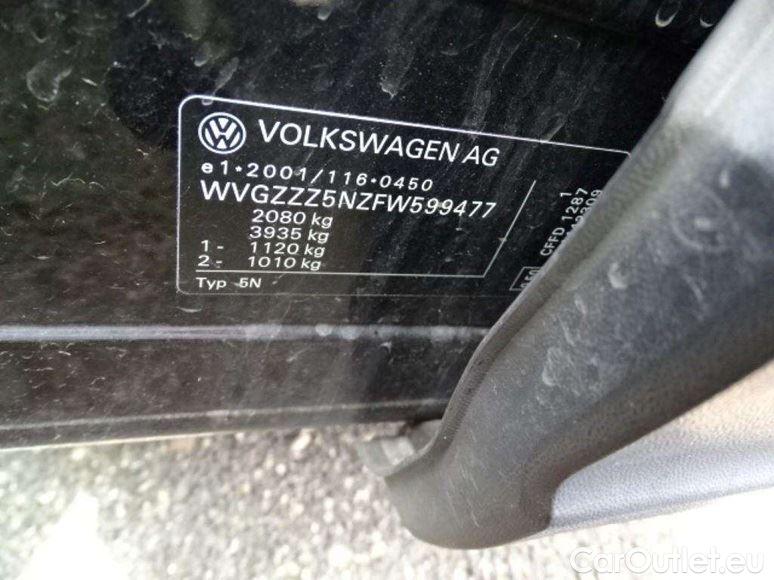 VOLKSWAGEN AG
e1*2001/116*0450
WVGZZZ5NZFW599477
2080 kg
3935 kg
1- 1120 kg
2- 1010 kg
Typ 5N
CFFD 1287
1
CarOutlet.eu